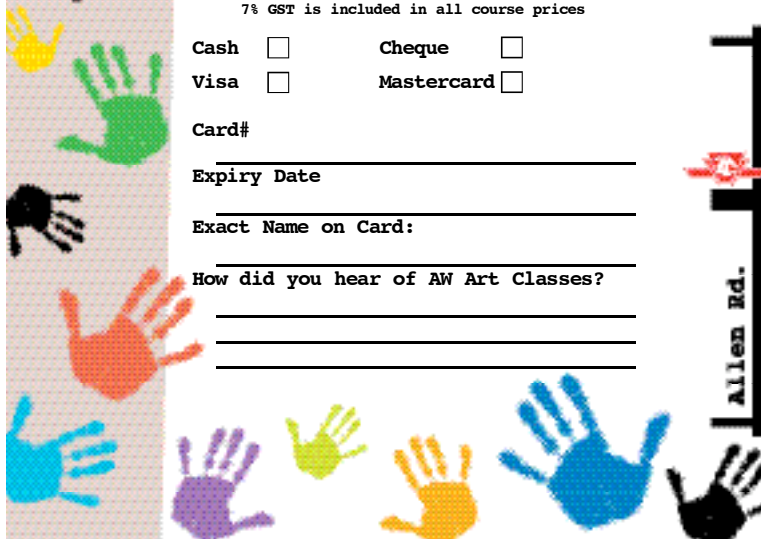 7% GST is included in all course prices
Cash Cheque
Visa Mastercard
Card#
Expiry Date
Exact Name on Card:
How did you hear of AW Art Classes?
Allen Rd.